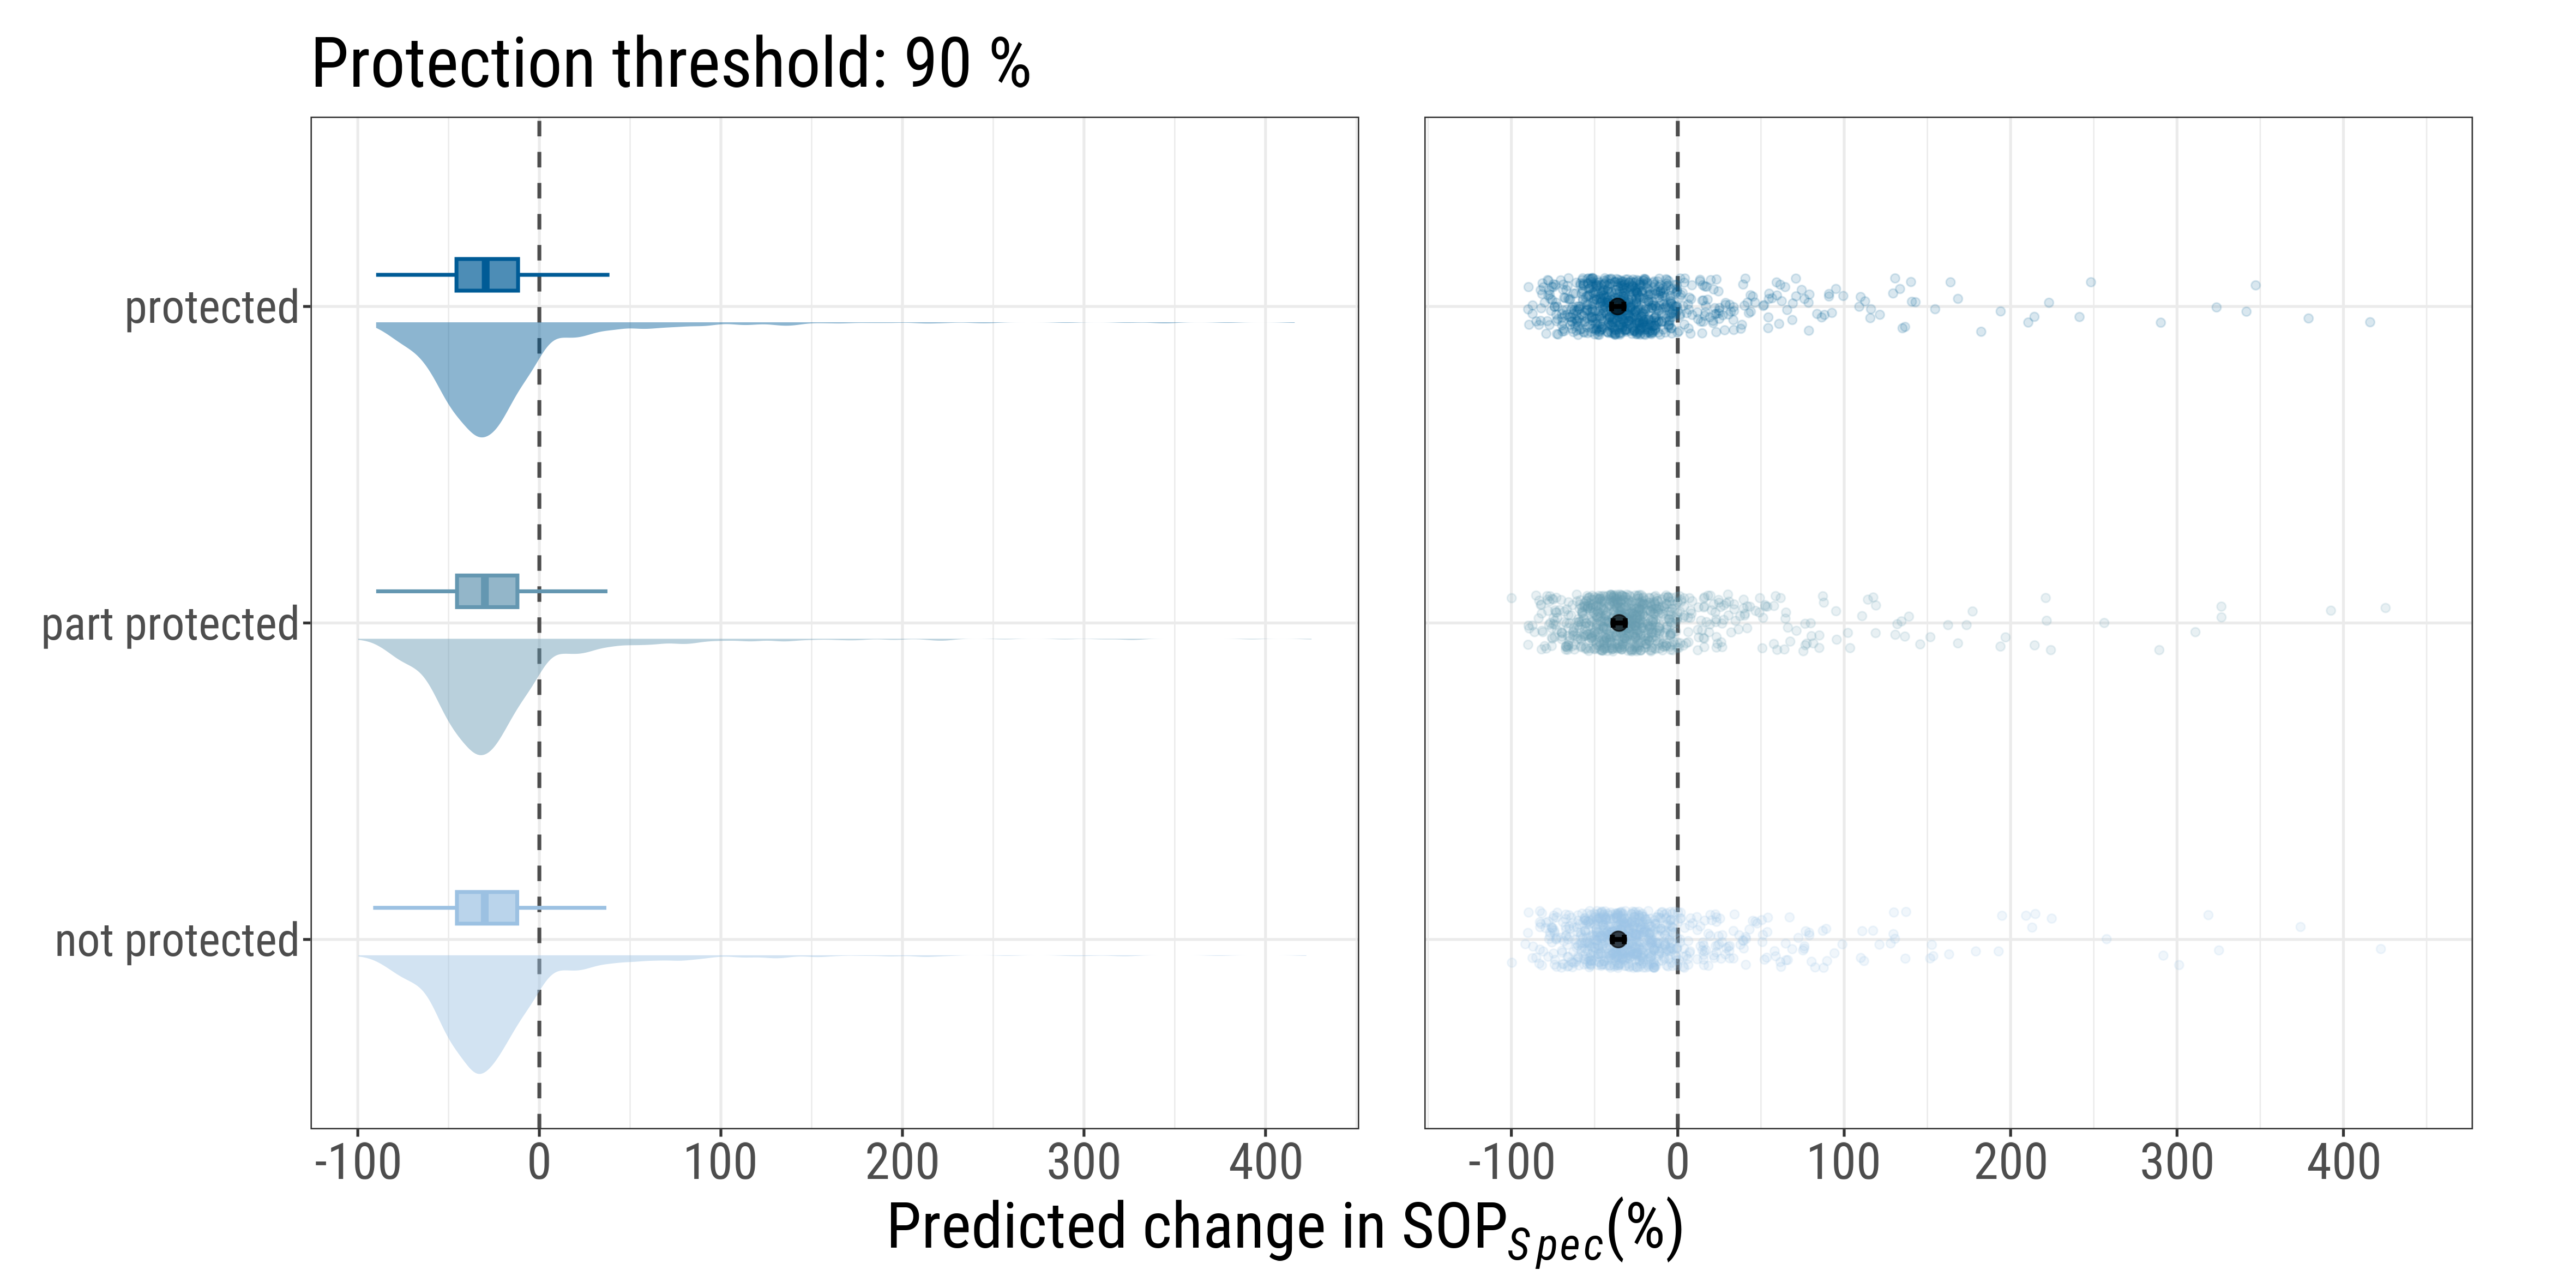 Protection threshold: 90 %
protected
part protected
not protected
-100 0 100 200 300 400
-100 0 100 200 300 400
Predicted change in SOP_Spec(%)